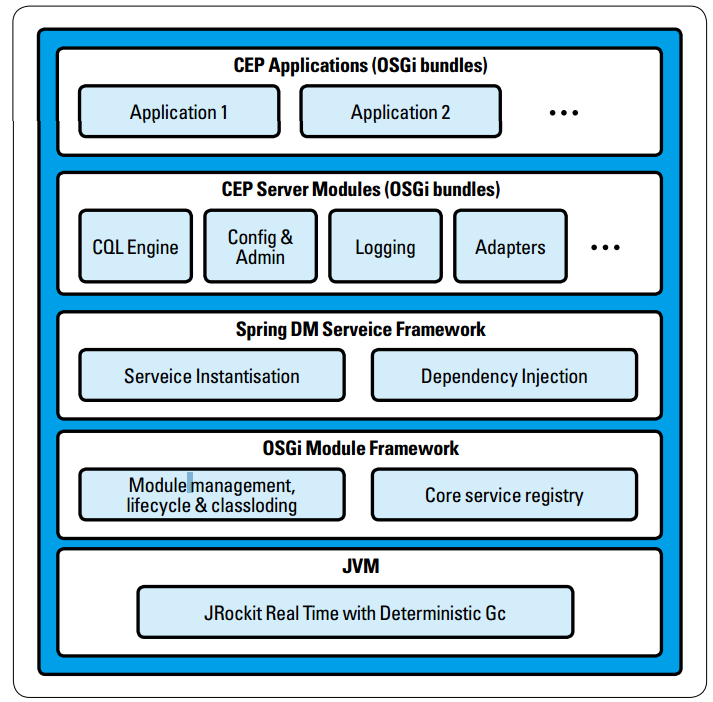 CEP Applications (OSGi bundles)
Application 1
Application 2
...
CEP Server Modules (OSGi bundles)
CQL Engine
Config &
Admin
Logging
Adapters
...
Spring DM Serveice Framework
Serveice Instantisation
Dependency Injection
OSGi Module Framework
Module management,
lifecycle & classloding
Core service registry
JVM
JRockit Real Time with Deterministic Gc